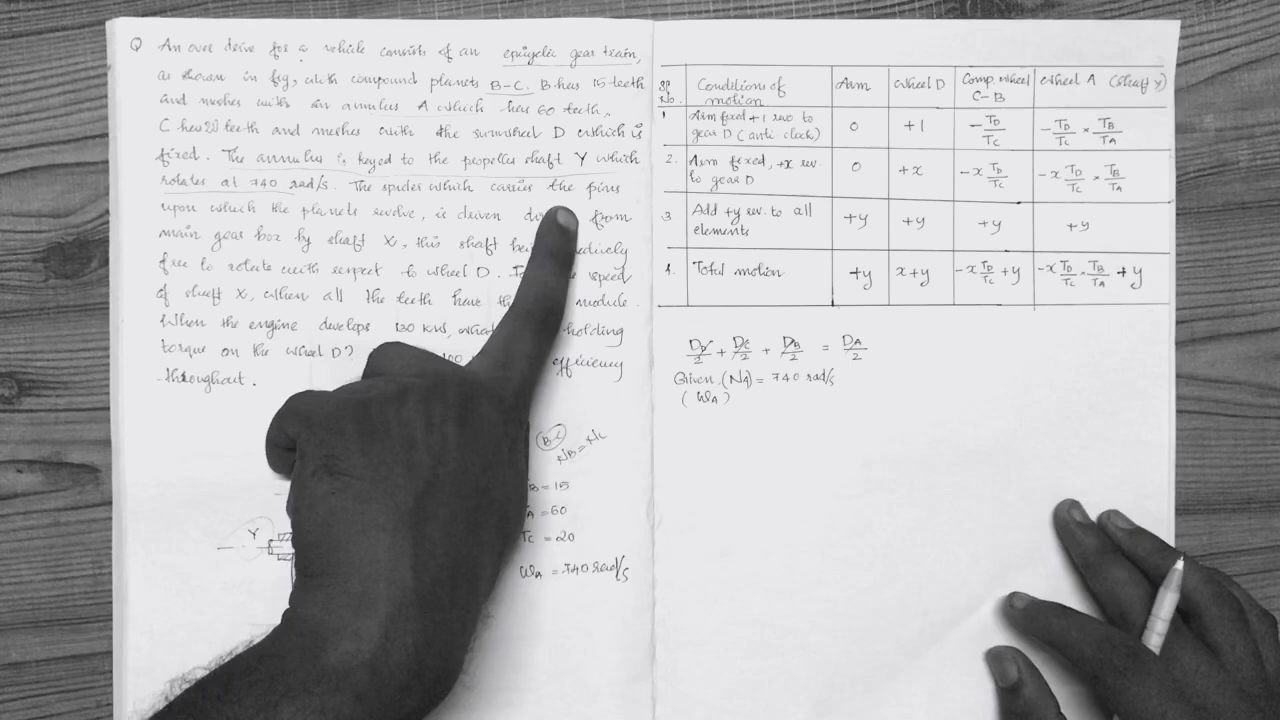 Q An over drive for a vehicle consists of an epicyclic gear train,
as shown in fig, with compound planets B-C. B has 15 teeth
and meshes with an annulus A which has 60 teeth,
C has 20 teeth and meshes with the sunwheel D which is
fixed. The annulus is keyed to the propeller shaft Y which
rotates at 740 rad/s. The spider which carries the pins
upon which the planets revolve, is driven from
main gear box by shaft X, this shaft
free to rotate with respect to wheel D. speed
of shaft X, when all the teeth have module.
When the engine develops 130 kW, holding
torque on the wheel D? 100 efficiency
throughout.
Y
B-C
NB = NC
= 15
= 60
TC = 20
ωA = 740 rad/s
Sl No. Conditions of motion Arm Wheel D Comp. wheel C-B Wheel A (Shaft Y)
1 Arm fixed +1 rev. to gear D (anti clock) 0 +1 -TD/TC -TD/TC × TB/TA
2. Arm fixed, +x rev. to gear D 0 +x -x TD/TC -x TD/TC × TB/TA
3 Add +y rev. to all elements +y +y +y +y
4. Total motion +y x+y -x TD/TC +y -x TD/TC × TB/TA +y
DD/2 + DC/2 + DB/2 = DA/2
Given (NA) = 740 rad/s
(ωA)